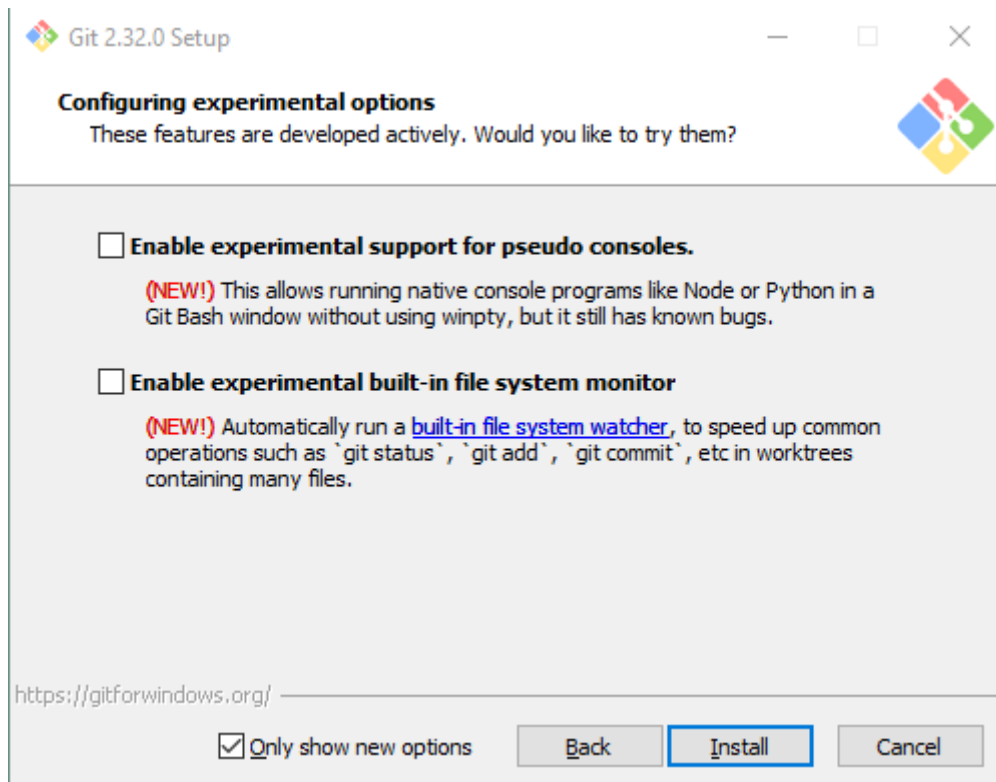 Git 2.32.0 Setup
Configuring experimental options
These features are developed actively. Would you like to try them?
Enable experimental support for pseudo consoles.
(NEW!) This allows running native console programs like Node or Python in a
Git Bash window without using winpty, but it still has known bugs.
Enable experimental built-in file system monitor
(NEW!) Automatically run a built-in file system watcher, to speed up common
operations such as `git status`, `git add`, `git commit`, etc in worktrees
containing many files.
https://gitforwindows.org/
Only show new options
Back
Install
Cancel